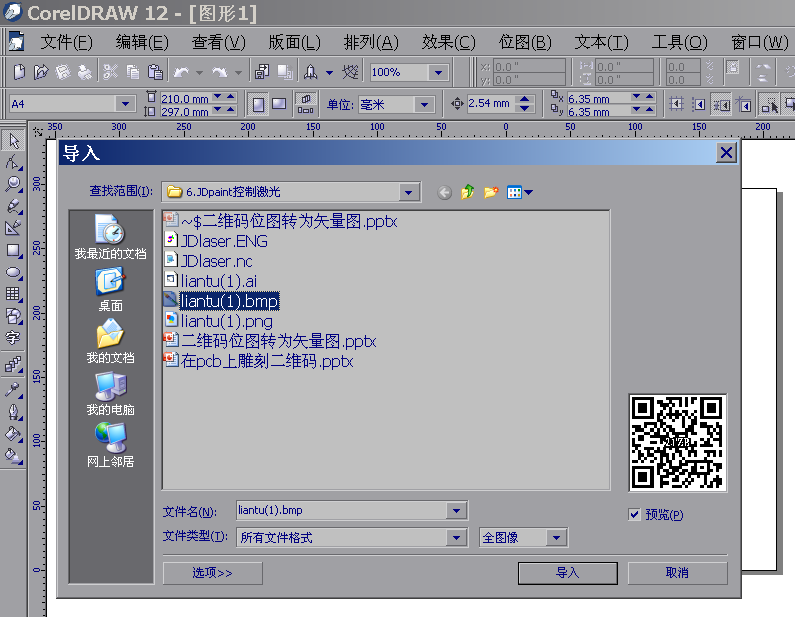 CorelDRAW 12 - [图形1]
文件(F) 编辑(E) 查看(V) 版面(L) 排列(A) 效果(C) 位图(B) 文本(T) 工具(O) 窗口(W)
100% x: 0.0 " 0.0 " 0.0
y: 0.0 " 0.0 " 0.0
A4 210.0 mm 单位: 毫米 2.54 mm 6.35 mm
297.0 mm 6.35 mm
350 300 250 200 150 100 50 0 50 100 150 200
导入
查找范围(I): 6.JDpaint控制激光
我最近的文档
桌面
我的文档
我的电脑
网上邻居
~$二维码位图转为矢量图.pptx
JDlaser.ENG
JDlaser.nc
liantu(1).ai
liantu(1).bmp
liantu(1).png
二维码位图转为矢量图.pptx
在pcb上雕刻二维码.pptx
文件名(N): liantu(1).bmp
预览(P)
文件类型(T): 所有文件格式 全图像
选项>> 导入 取消
300
250
200
150
100
50
0